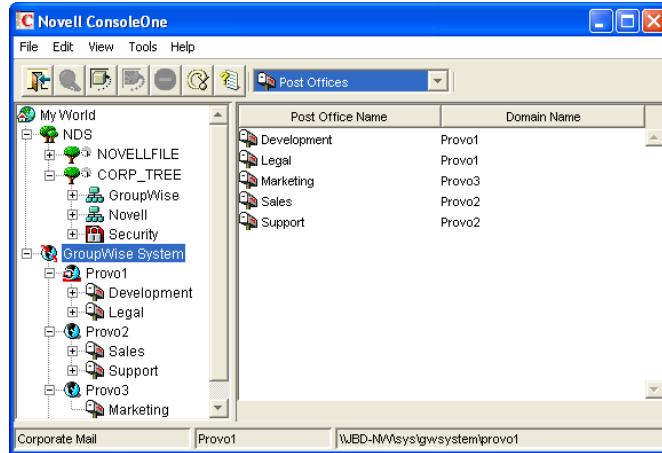 Novell ConsoleOne
File Edit View Tools Help
Post Offices
My World
NDS
NOVELLFILE
CORP_TREE
GroupWise
Novell
Security
GroupWise System
Provo1
Development
Legal
Provo2
Sales
Support
Provo3
Marketing
Post Office Name Domain Name
Development Provo1
Legal Provo1
Marketing Provo3
Sales Provo2
Support Provo2
Corporate Mail Provo1 \\JBD-NW\sys\gwsystem\provo1